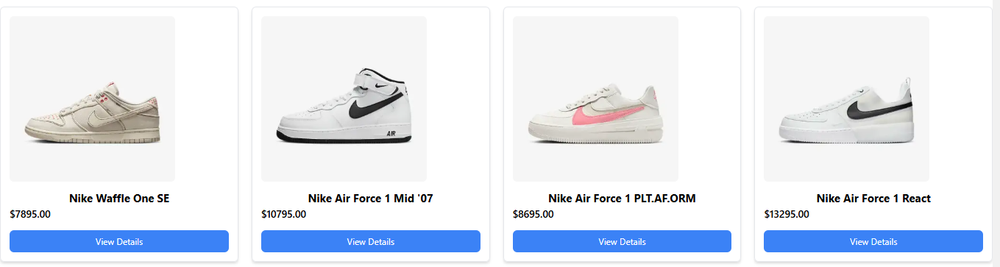 AIR
Nike Waffle One SE
$7895.00
View Details
Nike Air Force 1 Mid '07
$10795.00
View Details
Nike Air Force 1 PLT.AF.ORM
$8695.00
View Details
Nike Air Force 1 React
$13295.00
View Details